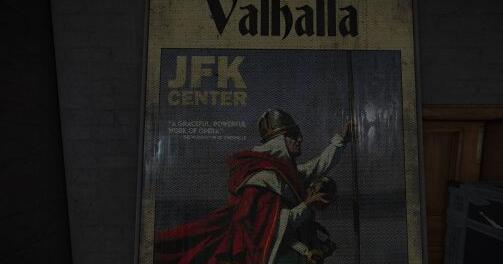 Valhalla
JFK
CENTER
"A GRACEFUL, POWERFUL
WORK OF OPERA"